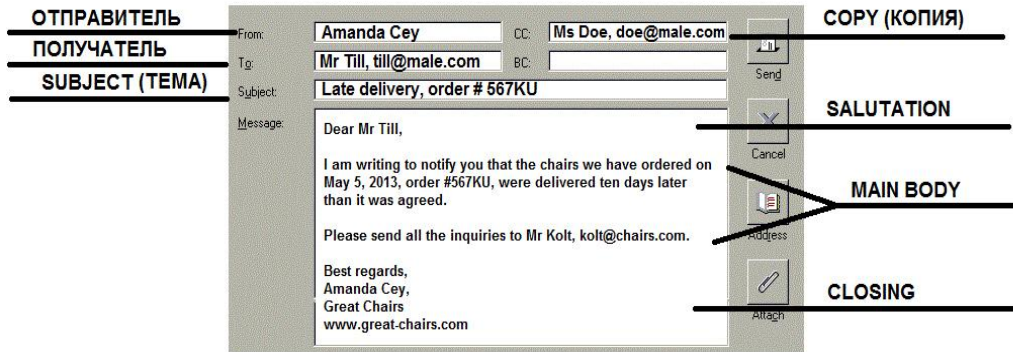 ОТПРАВИТЕЛЬ
From: Amanda Cey CC: Ms Doe, doe@male.com COPY (КОПИЯ)
ПОЛУЧАТЕЛЬ
To: Mr Till, till@male.com BC:
Send
SUBJECT (ТЕМА)
Subject: Late delivery, order # 567KU
Message:
Dear Mr Till,
SALUTATION
Cancel
I am writing to notify you that the chairs we have ordered on
May 5, 2013, order #567KU, were delivered ten days later
than it was agreed.
MAIN BODY
Please send all the inquiries to Mr Kolt, kolt@chairs.com.
Address
Best regards,
Amanda Cey,
Great Chairs
www.great-chairs.com
CLOSING
Attach